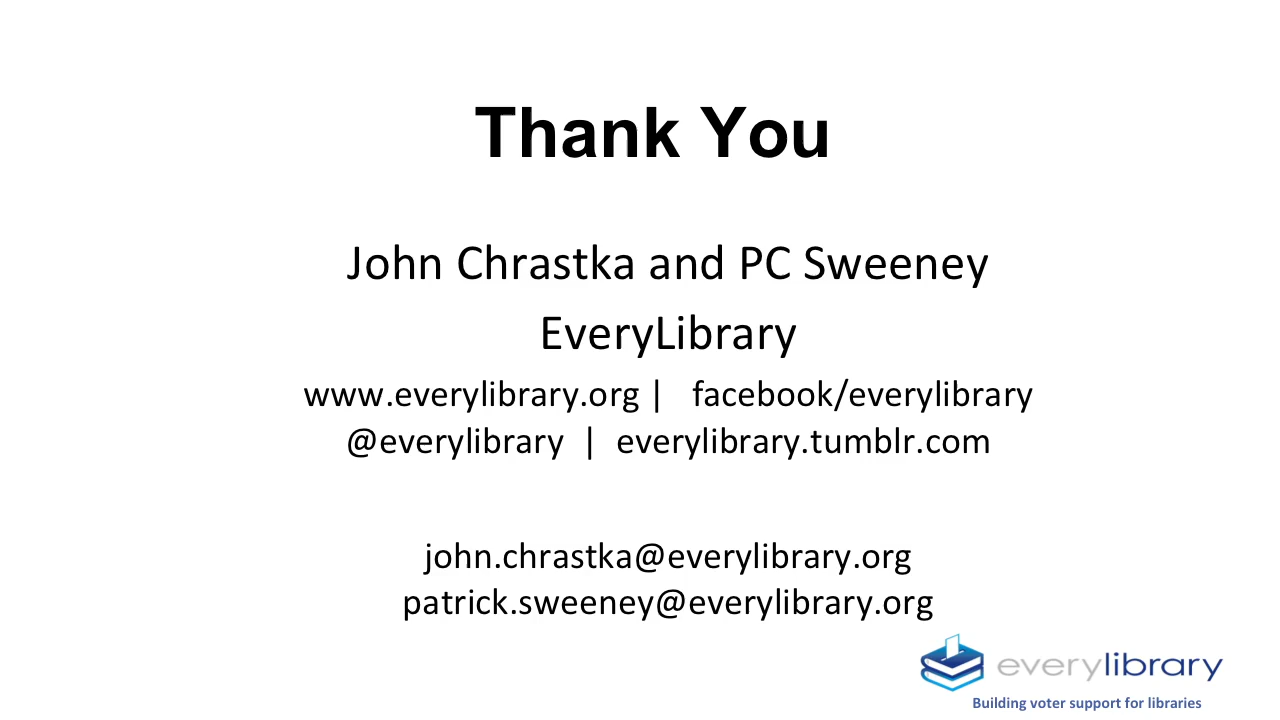 Thank You
John Chrastka and PC Sweeney
EveryLibrary
www.everylibrary.org | facebook/everylibrary
@everylibrary | everylibrary.tumblr.com
john.chrastka@everylibrary.org
patrick.sweeney@everylibrary.org
everylibrary
Building voter support for libraries